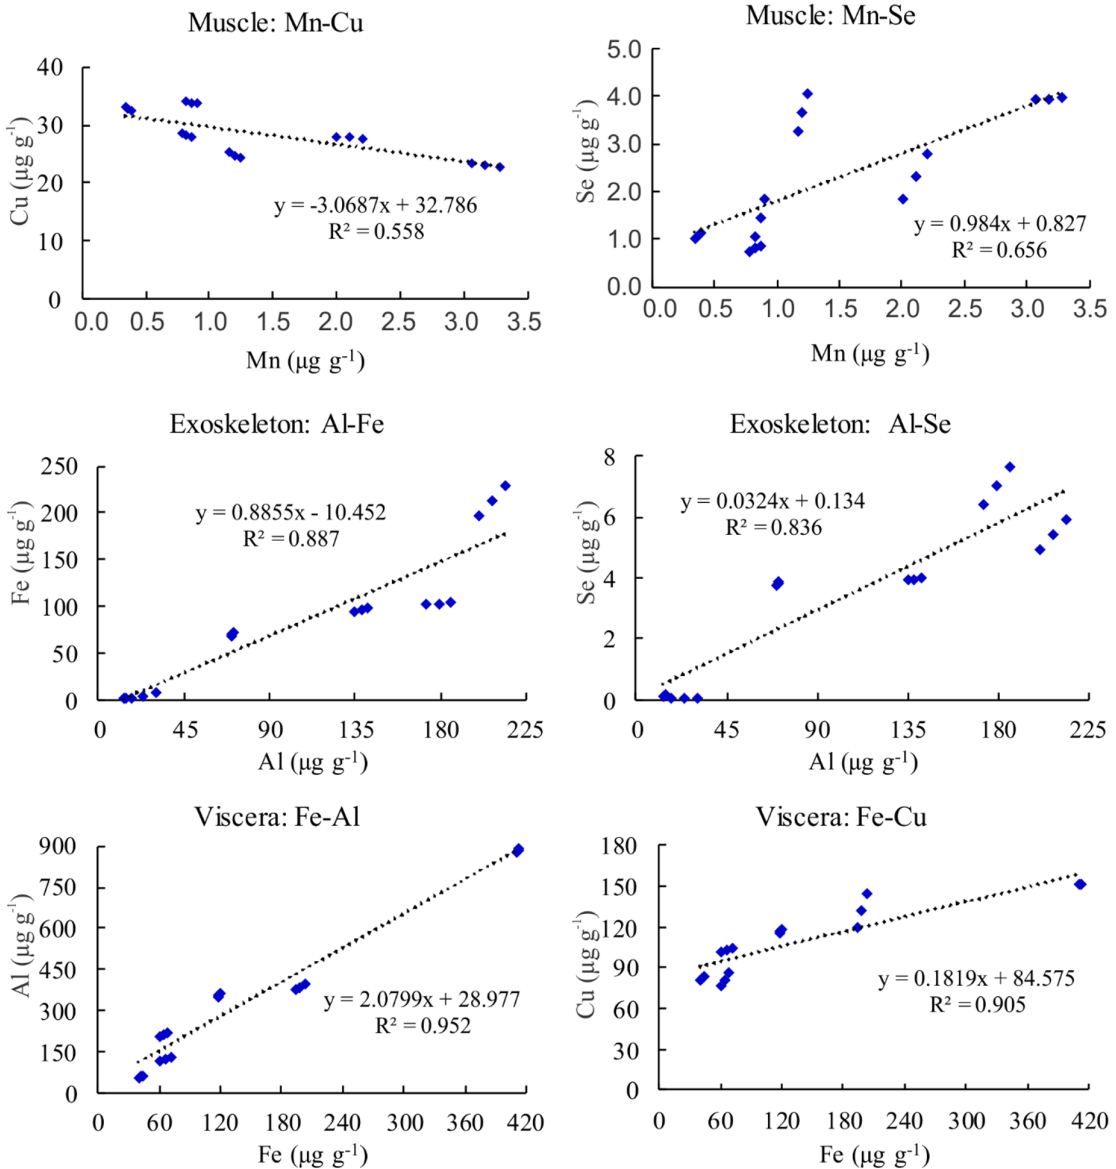 Muscle: Mn-Cu
Cu (µg g⁻¹)
40
30
20
10
0
y = -3.0687x + 32.786
R² = 0.558
0.0 0.5 1.0 1.5 2.0 2.5 3.0 3.5
Mn (µg g⁻¹)
Muscle: Mn-Se
Se (µg g⁻¹)
5.0
4.0
3.0
2.0
1.0
0.0
y = 0.984x + 0.827
R² = 0.656
0.0 0.5 1.0 1.5 2.0 2.5 3.0 3.5
Mn (µg g⁻¹)
Exoskeleton: Al-Fe
Fe (µg g⁻¹)
250
200
150
100
50
0
y = 0.8855x - 10.452
R² = 0.887
0 45 90 135 180 225
Al (µg g⁻¹)
Exoskeleton: Al-Se
Se (µg g⁻¹)
8
6
4
2
0
y = 0.0324x + 0.134
R² = 0.836
0 45 90 135 180 225
Al (µg g⁻¹)
Viscera: Fe-Al
Al (µg g⁻¹)
900
750
600
450
300
150
0
y = 2.0799x + 28.977
R² = 0.952
0 60 120 180 240 300 360 420
Fe (µg g⁻¹)
Viscera: Fe-Cu
Cu (µg g⁻¹)
180
150
120
90
60
30
0
y = 0.1819x + 84.575
R² = 0.905
0 60 120 180 240 300 360 420
Fe (µg g⁻¹)